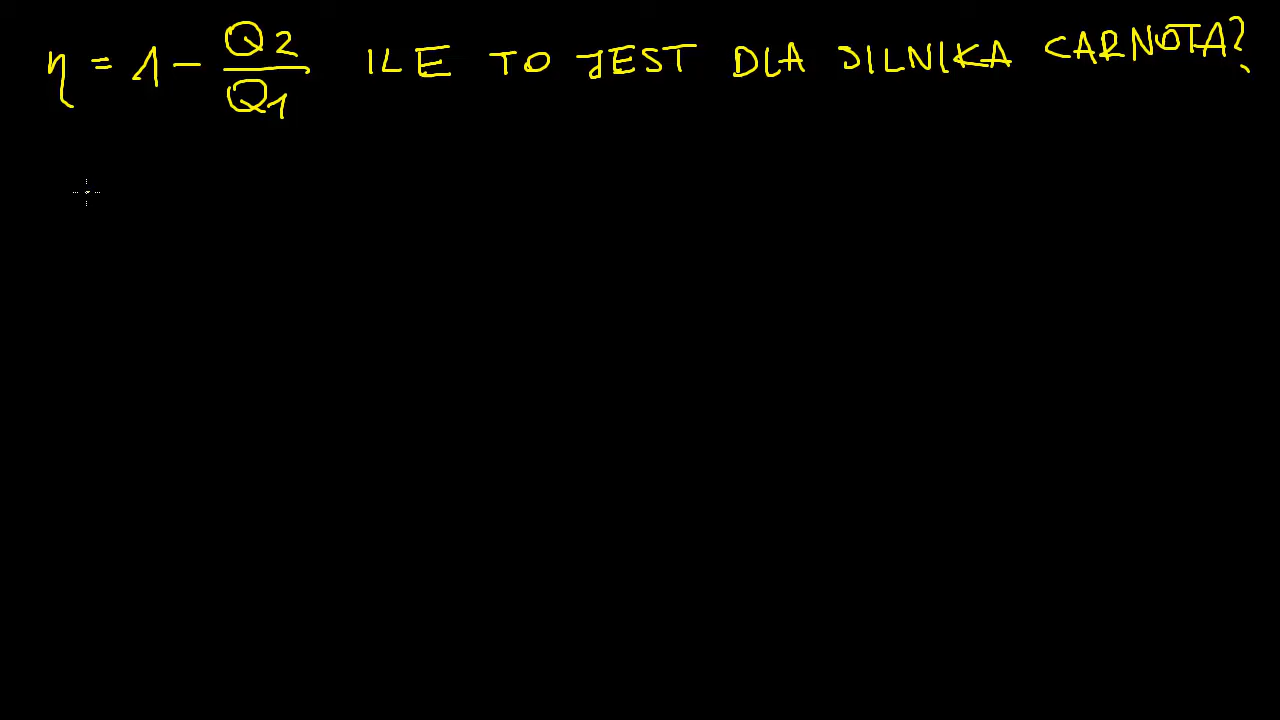 η = 1 - Q2/Q1 ILE TO JEST DLA SILNIKA CARNOTA?